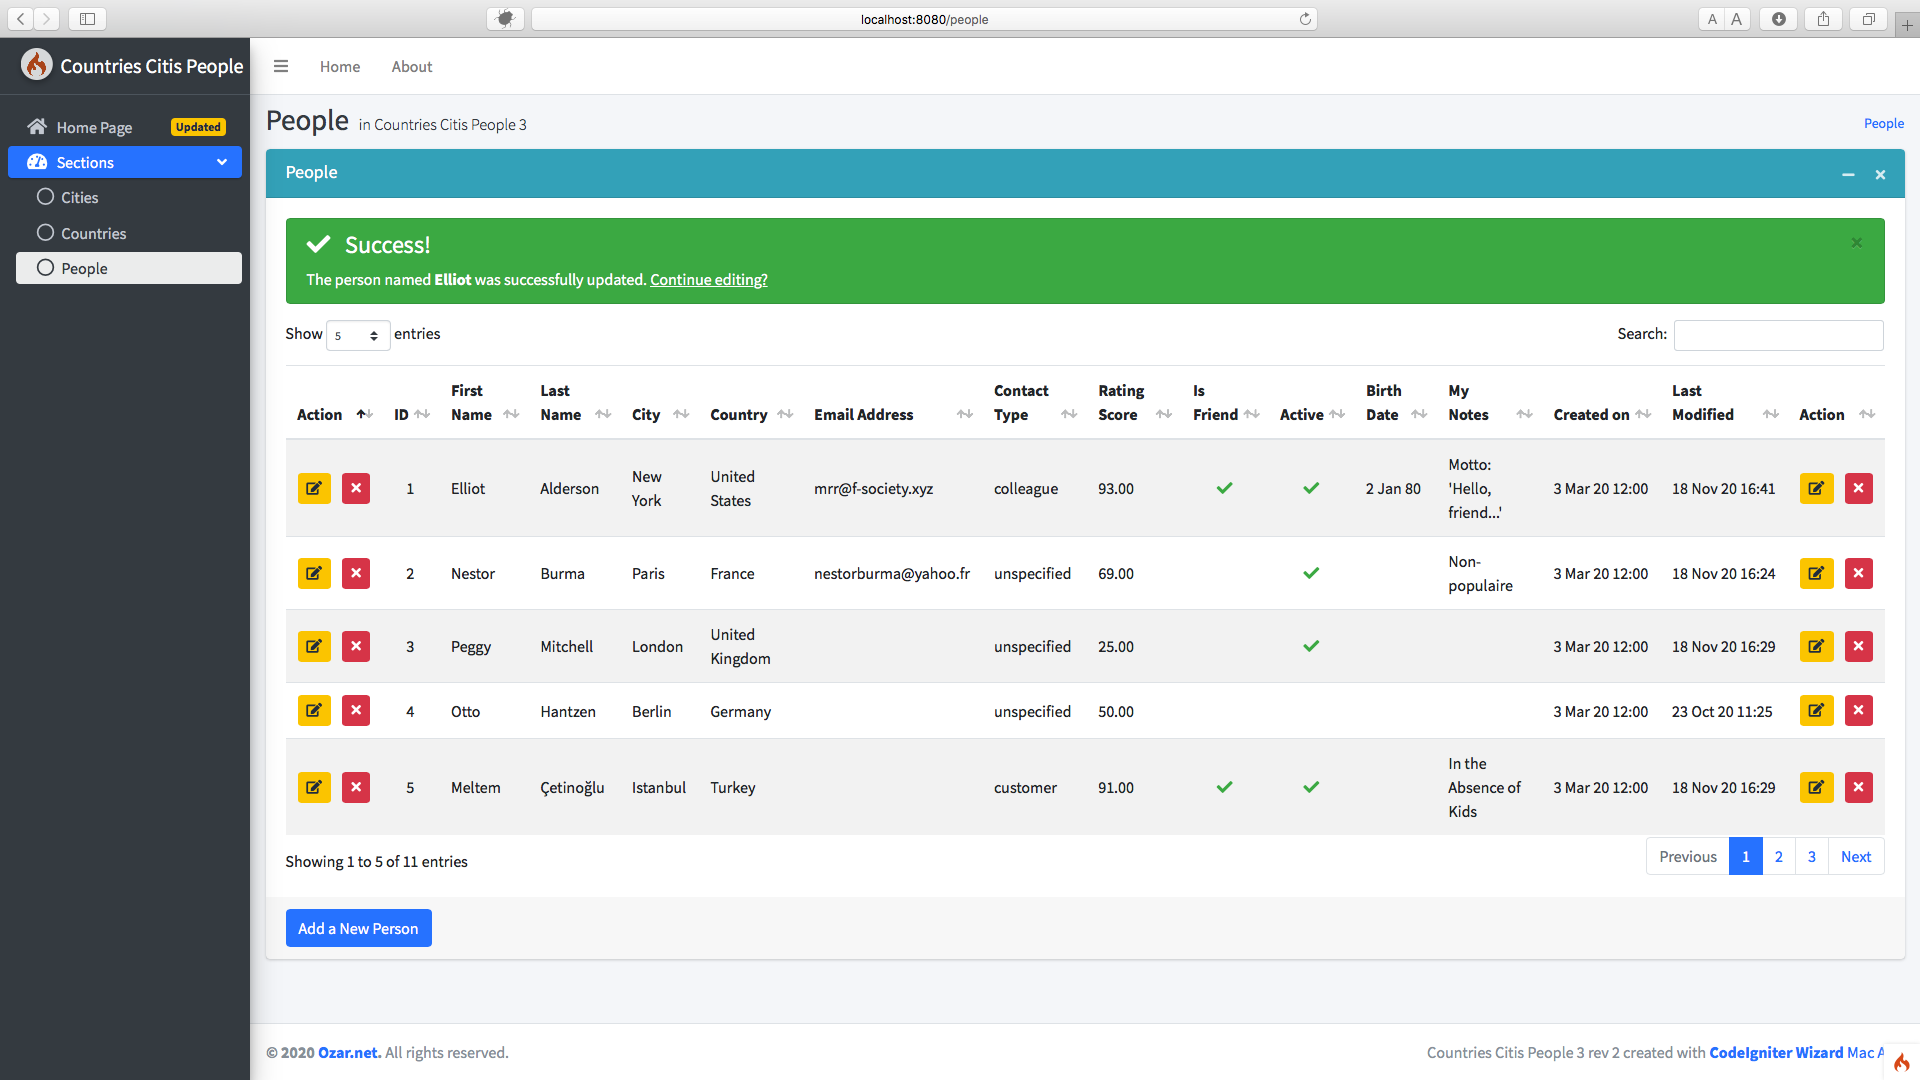 localhost:8080/people
A A
Countries Citis People
Home About
Home Page Updated
Sections
Cities
Countries
People
People in Countries Citis People 3
People
People
Success!
The person named Elliot was successfully updated. Continue editing?
Show 5 entries
Search:
Action ID First Name Last Name City Country Email Address Contact Type Rating Score Is Friend Active Birth Date My Notes Created on Last Modified Action
1 Elliot Alderson New York United States mrr@f-society.xyz colleague 93.00 2 Jan 80 Motto: 'Hello, friend...' 3 Mar 20 12:00 18 Nov 20 16:41
2 Nestor Burma Paris France nestorburma@yahoo.fr unspecified 69.00 Non-populaire 3 Mar 20 12:00 18 Nov 20 16:24
3 Peggy Mitchell London United Kingdom unspecified 25.00 3 Mar 20 12:00 18 Nov 20 16:29
4 Otto Hantzen Berlin Germany unspecified 50.00 3 Mar 20 12:00 23 Oct 20 11:25
5 Meltem Çetinoğlu Istanbul Turkey customer 91.00 In the Absence of Kids 3 Mar 20 12:00 18 Nov 20 16:29
Showing 1 to 5 of 11 entries
Previous 1 2 3 Next
Add a New Person
© 2020 Ozar.net. All rights reserved.
Countries Citis People 3 rev 2 created with CodeIgniter Wizard Mac A